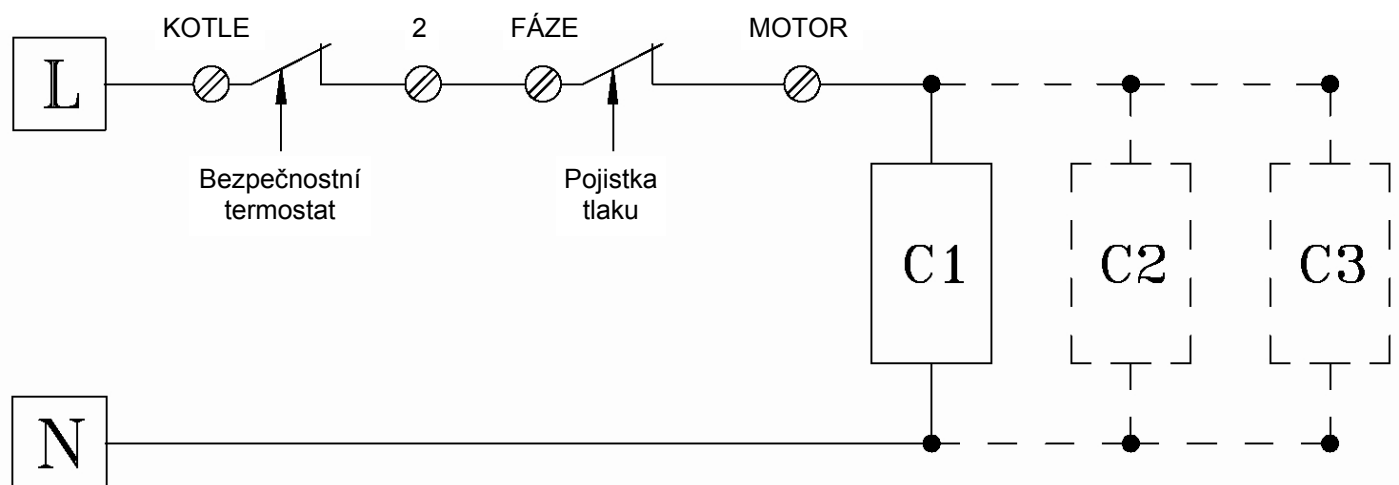 KOTLE 2 FÁZE MOTOR
L
Bezpečnostní
termostat
Pojistka
tlaku
C1 C2 C3
N